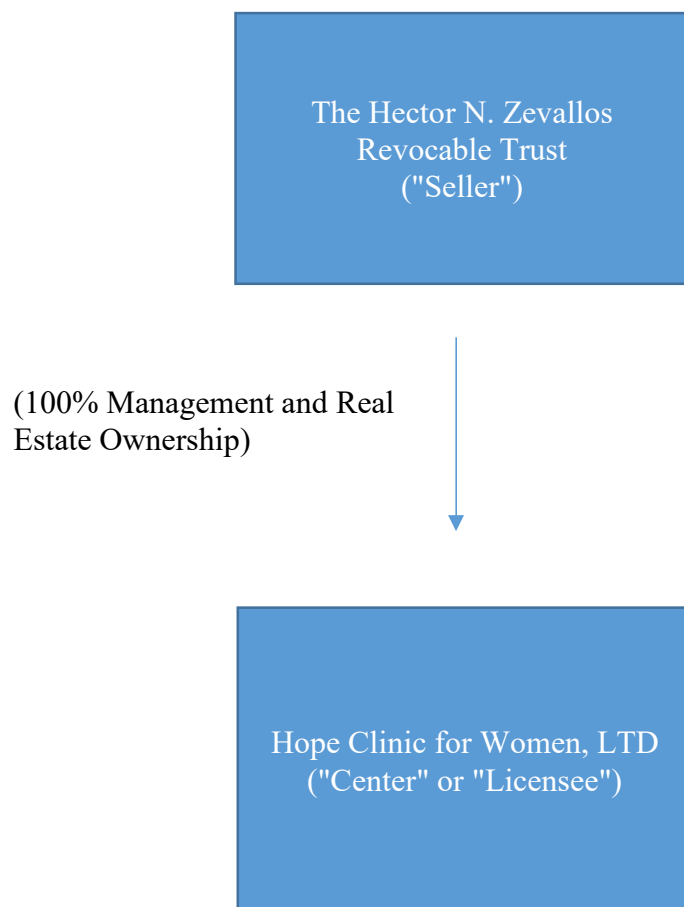 The Hector N. Zevallos
Revocable Trust
("Seller")
(100% Management and Real
Estate Ownership)
Hope Clinic for Women, LTD
("Center" or "Licensee")